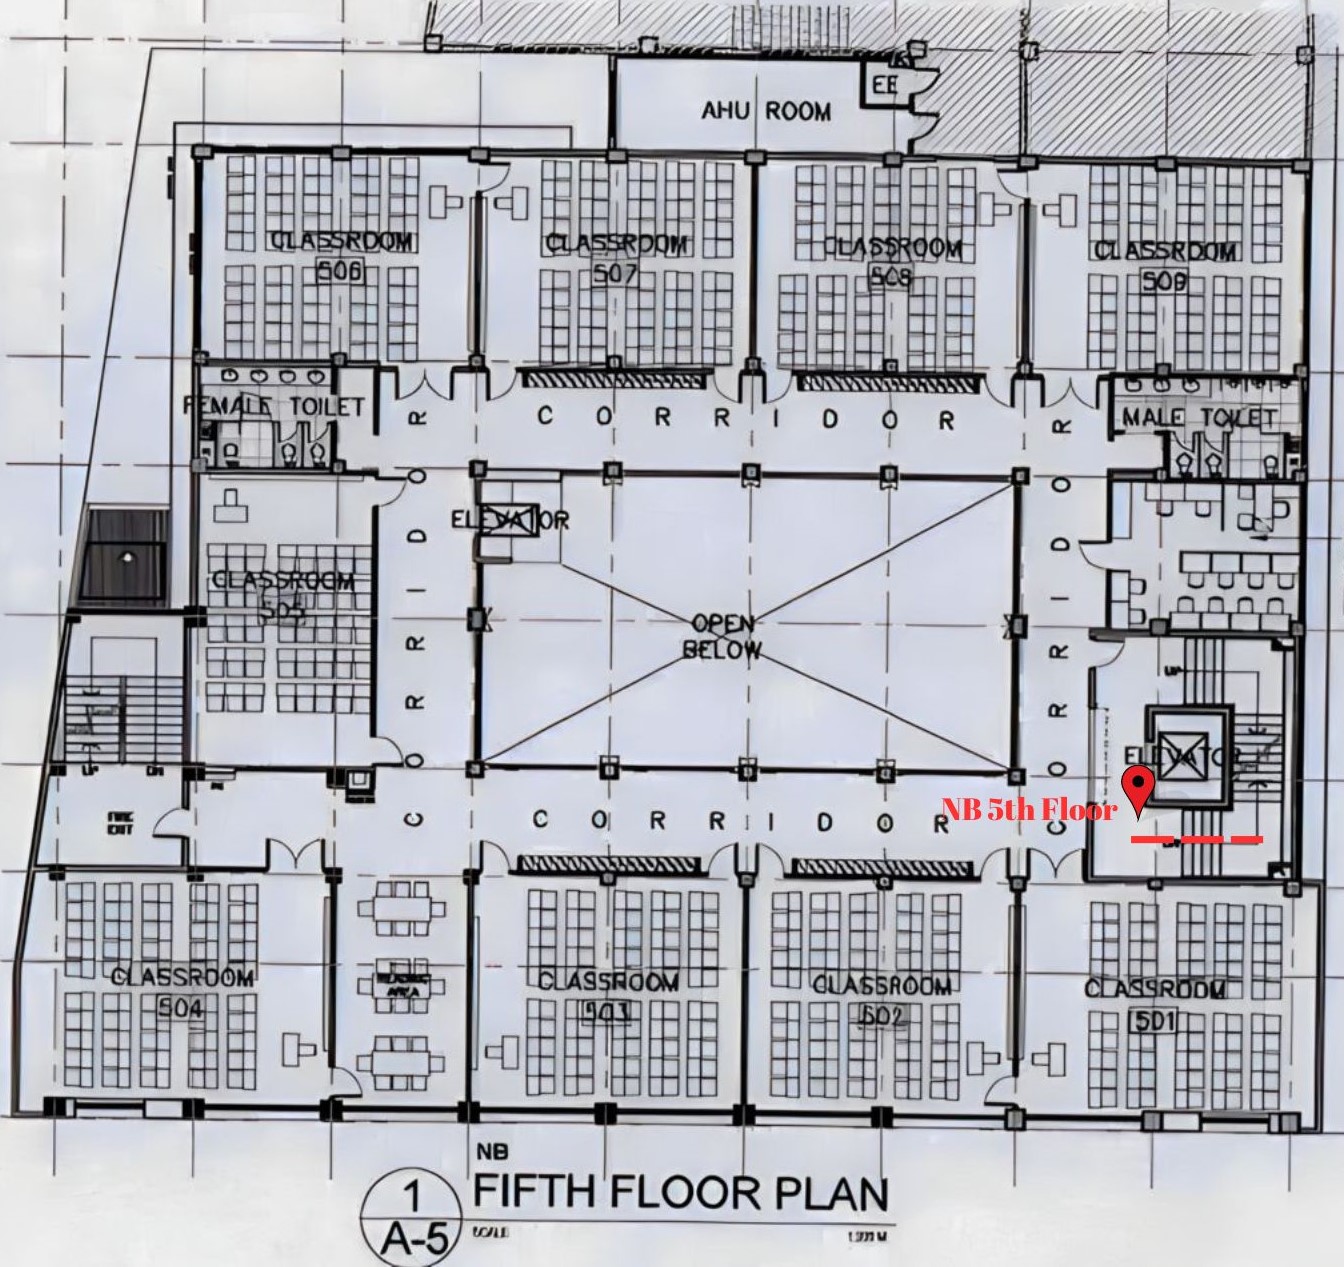 EE
AHU ROOM
CLASSROOM
506
CLASSROOM
507
CLASSROOM
508
CLASSROOM
509
FEMALE TOILET
CORRIDOR
MALE TOILET
ELEVATOR
CLASSROOM
505
CORRIDOR
OPEN
BELOW
CORRIDOR
UP
ELEVATOR
NB 5th Floor
UP
DN
FIRE
EXIT
CORRIDOR
CLASSROOM
504
READING
AREA
CLASSROOM
503
CLASSROOM
502
CLASSROOM
501
NB
1
FIFTH FLOOR PLAN
A-5
SCALE